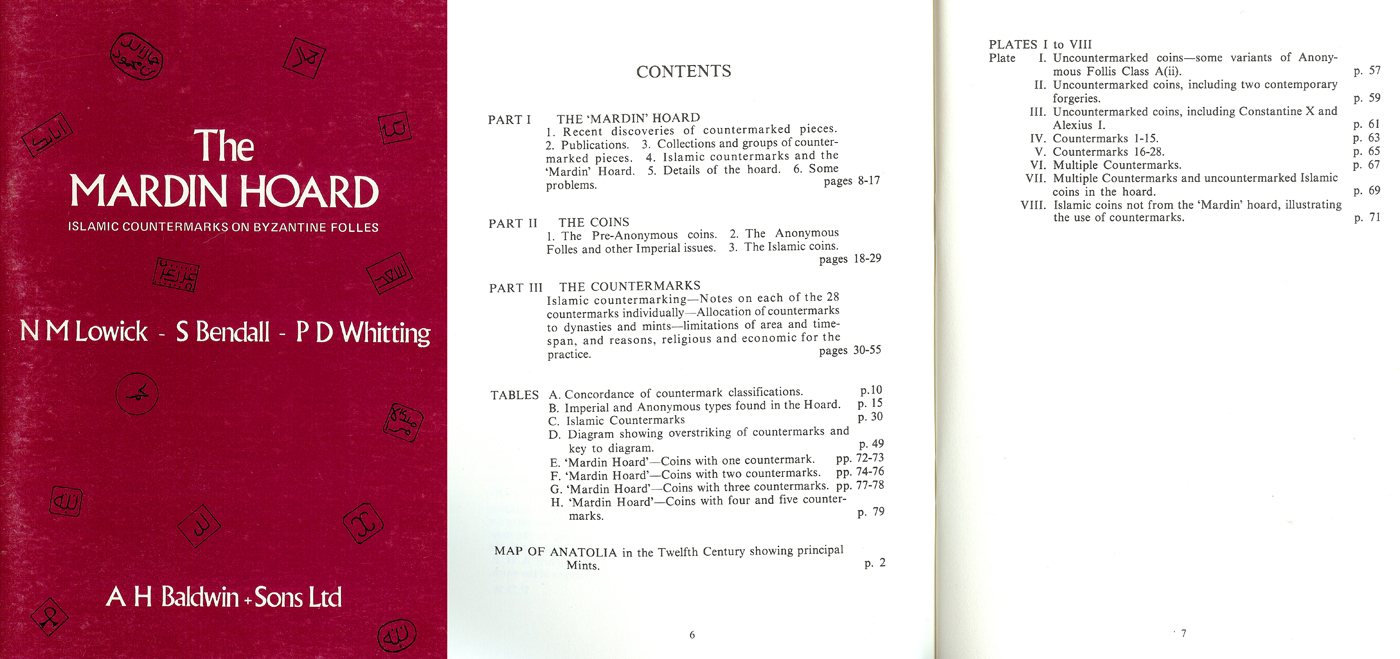 The
MARDIN HOARD
ISLAMIC COUNTERMARKS ON BYZANTINE FOLLES
N M Lowick - S Bendall - P D Whitting
A H Baldwin + Sons Ltd
CONTENTS
PART I THE ‘MARDIN’ HOARD
1. Recent discoveries of countermarked pieces.
2. Publications. 3. Collections and groups of counter-
marked pieces. 4. Islamic countermarks and the
‘Mardin’ Hoard. 5. Details of the hoard. 6. Some
problems. pages 8-17
PART II THE COINS
1. The Pre-Anonymous coins. 2. The Anonymous
Folles and other Imperial issues. 3. The Islamic coins.
pages 18-29
PART III THE COUNTERMARKS
Islamic countermarking—Notes on each of the 28
countermarks individually—Allocation of countermarks
to dynasties and mints—limitations of area and time-
span, and reasons, religious and economic for the
practice. pages 30-55
TABLES A. Concordance of countermark classifications. p.10
B. Imperial and Anonymous types found in the Hoard. p. 15
C. Islamic Countermarks p. 30
D. Diagram showing overstriking of countermarks and
key to diagram. p. 49
E. ‘Mardin Hoard’—Coins with one countermark. pp. 72-73
F. ‘Mardin Hoard’—Coins with two countermarks. pp. 74-76
G. ‘Mardin Hoard’—Coins with three countermarks. pp. 77-78
H. ‘Mardin Hoard’—Coins with four and five counter-
marks. p. 79
MAP OF ANATOLIA in the Twelfth Century showing principal
Mints. p. 2
6
PLATES I to VIII
Plate I. Uncountermarked coins—some variants of Anony-
mous Follis Class A(ii). p. 57
II. Uncountermarked coins, including two contemporary
forgeries. p. 59
III. Uncountermarked coins, including Constantine X and
Alexius I. p. 61
IV. Countermarks 1-15. p. 63
V. Countermarks 16-28. p. 65
VI. Multiple Countermarks. p. 67
VII. Multiple Countermarks and uncountermarked Islamic
coins in the hoard. p. 69
VIII. Islamic coins not from the ‘Mardin’ hoard, illustrating
the use of countermarks. p. 71
7